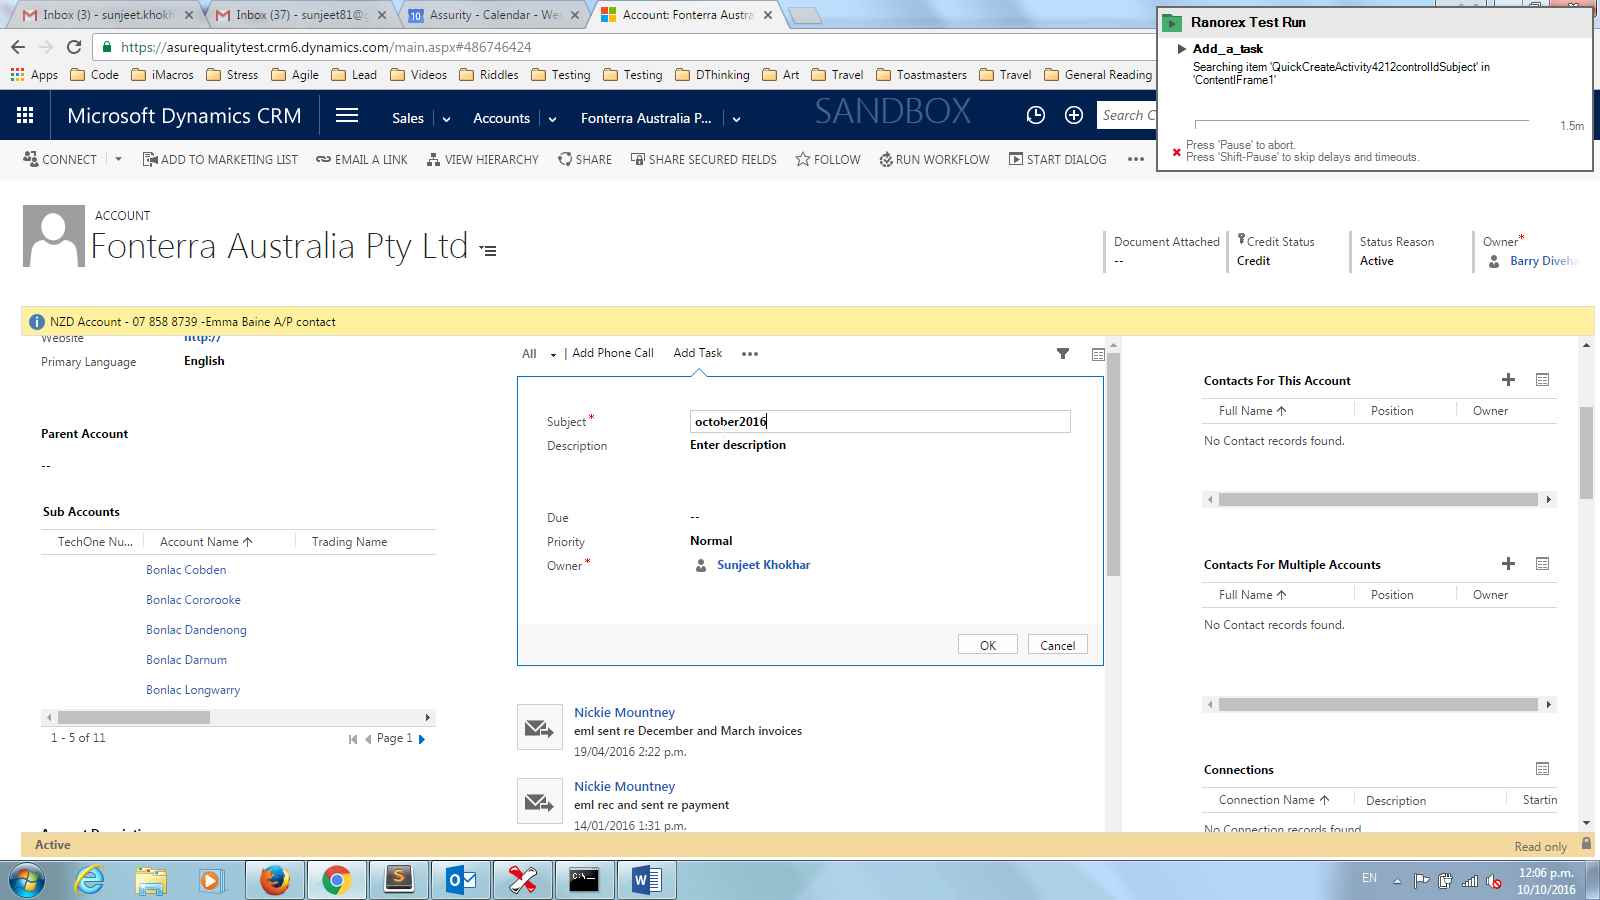 Inbox (3) - sunjeet.khokh
Inbox (37) - sunjeet81@g
10 Assurity - Calendar - We
Account: Fonterra Austra
https://asurequalitytest.crm6.dynamics.com/main.aspx#486746424
Apps
Code
iMacros
Stress
Agile
Lead
Videos
Riddles
Testing
Testing
DThinking
Art
Travel
Toastmasters
Travel
General Reading
Ranorex Test Run
Add_a_task
Searching item 'QuickCreateActivity4212controlIdSubject' in
'ContentIFrame1'
1.5m
Press 'Pause' to abort.
Press 'Shift-Pause' to skip delays and timeouts.
Microsoft Dynamics CRM
Sales
Accounts
Fonterra Australia P...
SANDBOX
Search C
CONNECT
ADD TO MARKETING LIST
EMAIL A LINK
VIEW HIERARCHY
SHARE
SHARE SECURED FIELDS
FOLLOW
RUN WORKFLOW
START DIALOG
ACCOUNT
Fonterra Australia Pty Ltd
Document Attached
--
Credit Status
Credit
Status Reason
Active
Owner*
Barry Diveha
NZD Account - 07 858 8739 -Emma Baine A/P contact
Website http://
Primary Language English
Parent Account
--
Sub Accounts
TechOne Nu... Account Name Trading Name
Bonlac Cobden
Bonlac Cororooke
Bonlac Dandenong
Bonlac Darnum
Bonlac Longwarry
1 - 5 of 11 Page 1
All | Add Phone Call Add Task
Subject* october2016
Description Enter description
Due --
Priority Normal
Owner* Sunjeet Khokhar
OK Cancel
Nickie Mountney
eml sent re December and March invoices
19/04/2016 2:22 p.m.
Nickie Mountney
eml rec and sent re payment
14/01/2016 1:31 p.m.
Contacts For This Account
Full Name Position Owner
No Contact records found.
Contacts For Multiple Accounts
Full Name Position Owner
No Contact records found.
Connections
Connection Name Description Startin
No Connection records found
Active
Read only
EN
12:06 p.m.
10/10/2016